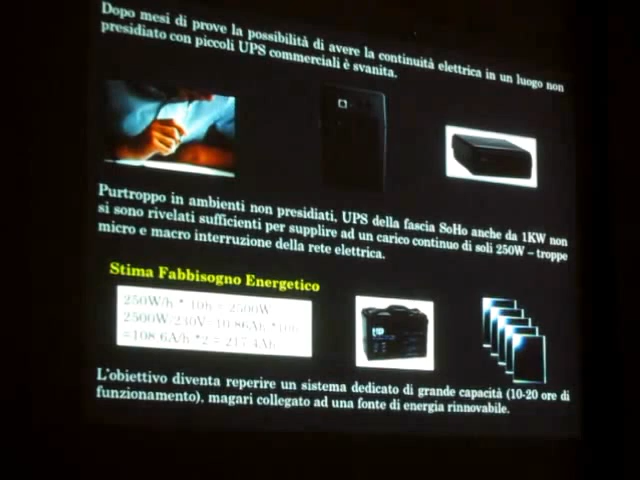 Dopo mesi di prove la possibilità di avere la continuità elettrica in un luogo non
presidiato con piccoli UPS commerciali è svanita.
Purtroppo in ambienti non presidiati, UPS della fascia SoHo anche da 1KW non
si sono rivelati sufficienti per supplire ad un carico continuo di soli 250W – troppe
micro e macro interruzione della rete elettrica.
Stima Fabbisogno Energetico
250W/h * 10h = 2500W
2500W/230V=10.86Ah *10h
=108.6A/h *2 = 217.4Ah
L'obiettivo diventa reperire un sistema dedicato di grande capacità (10-20 ore di
funzionamento), magari collegato ad una fonte di energia rinnovabile.